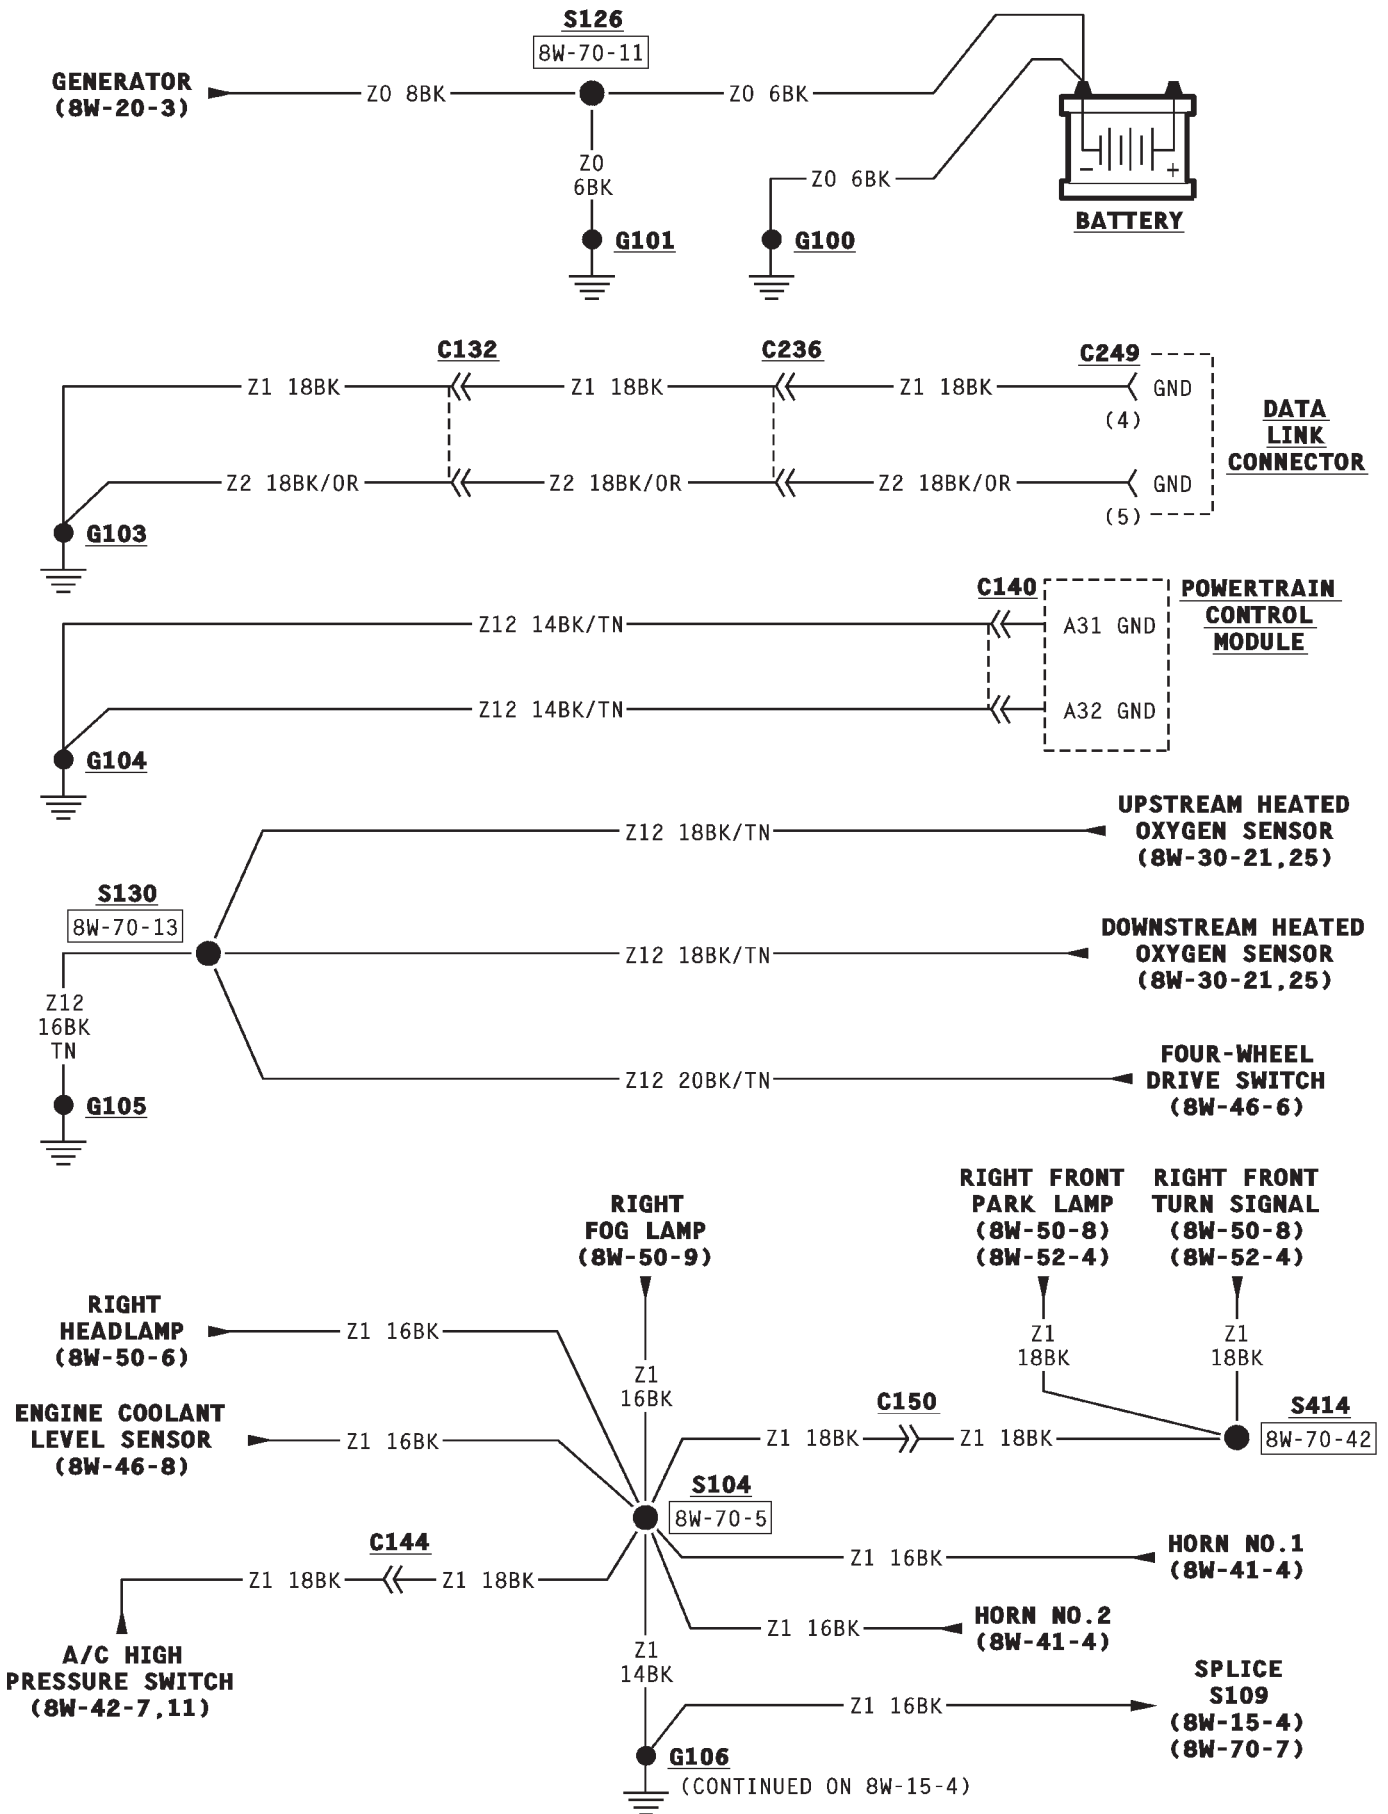 S126
8W-70-11
GENERATOR
(8W-20-3)
Z0 8BK
Z0 6BK
Z0
6BK
Z0 6BK
- +
BATTERY
G101
G100
C132
C236
C249
Z1 18BK
Z1 18BK
Z1 18BK
GND
(4)
DATA
LINK
CONNECTOR
Z2 18BK/OR
Z2 18BK/OR
Z2 18BK/OR
GND
(5)
G103
C140
POWERTRAIN
CONTROL
MODULE
Z12 14BK/TN
A31 GND
Z12 14BK/TN
A32 GND
G104
UPSTREAM HEATED
OXYGEN SENSOR
(8W-30-21,25)
Z12 18BK/TN
S130
8W-70-13
DOWNSTREAM HEATED
OXYGEN SENSOR
(8W-30-21,25)
Z12 18BK/TN
Z12
16BK
TN
FOUR-WHEEL
DRIVE SWITCH
(8W-46-6)
Z12 20BK/TN
G105
RIGHT
FOG LAMP
(8W-50-9)
RIGHT FRONT
PARK LAMP
(8W-50-8)
(8W-52-4)
RIGHT FRONT
TURN SIGNAL
(8W-50-8)
(8W-52-4)
RIGHT
HEADLAMP
(8W-50-6)
Z1 16BK
Z1
16BK
Z1
18BK
Z1
18BK
ENGINE COOLANT
LEVEL SENSOR
(8W-46-8)
Z1 16BK
C150
Z1 18BK
Z1 18BK
S414
8W-70-42
S104
8W-70-5
C144
Z1 18BK
Z1 18BK
Z1 16BK
HORN NO.1
(8W-41-4)
Z1 16BK
HORN NO.2
(8W-41-4)
A/C HIGH
PRESSURE SWITCH
(8W-42-7,11)
Z1
14BK
Z1 16BK
SPLICE
S109
(8W-15-4)
(8W-70-7)
G106
(CONTINUED ON 8W-15-4)